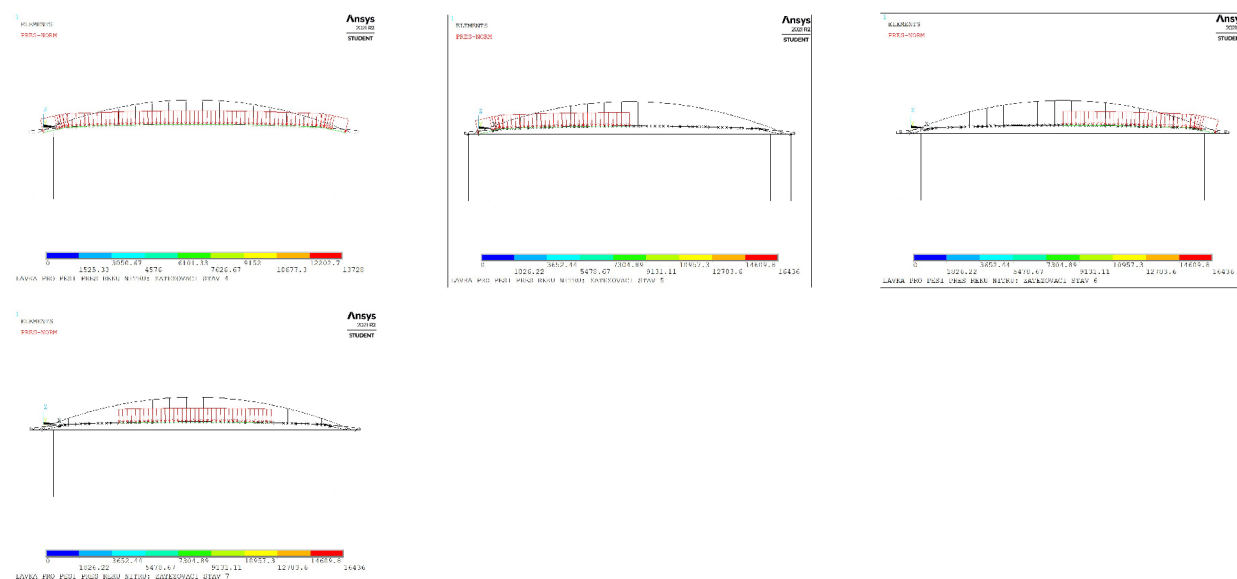 1
ELEMENTS
PRES-NORM
Ansys
2021 R2
STUDENT
0
1525.33
3050.67
4576
6101.33
7626.67
9152
10677.3
12202.7
13728
LAVKA PRO PESI PRES REKU NITRU: ZATEZOVACI STAV 4
1
ELEMENTS
PRES-NORM
Ansys
2021 R2
STUDENT
0
1826.22
3652.44
5478.67
7304.89
9131.11
10957.3
12783.6
14609.8
16436
LAVKA PRO PESI PRES REKU NITRU: ZATEZOVACI STAV 5
1
ELEMENTS
PRES-NORM
Ansys
2021 R2
STUDENT
0
1826.22
3652.44
5478.67
7304.89
9131.11
10957.3
12783.6
14609.8
16436
LAVKA PRO PESI PRES REKU NITRU: ZATEZOVACI STAV 6
1
ELEMENTS
PRES-NORM
Ansys
2021 R2
STUDENT
0
1826.22
3652.44
5478.67
7304.89
9131.11
10957.3
12783.6
14609.8
16436
LAVKA PRO PESI PRES REKU NITRU: ZATEZOVACI STAV 7